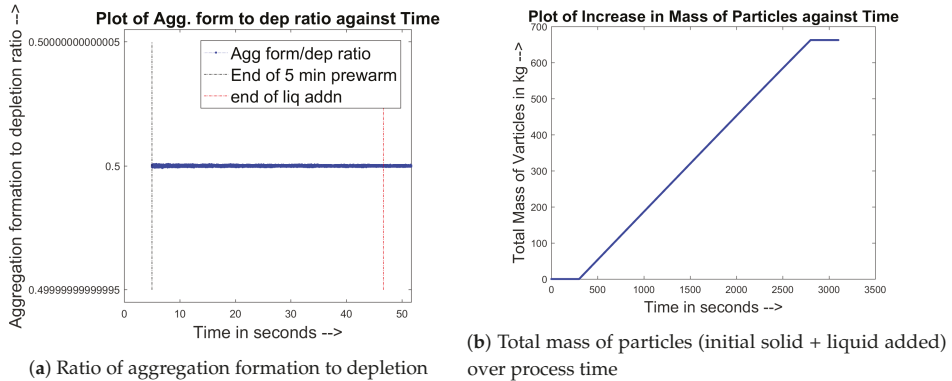 Plot of Agg. form to dep ratio against Time
Aggregation formation to depletion ratio -->
0.50000000000005
0.5
0.49999999999995
Agg form/dep ratio
End of 5 min prewarm
end of liq addn
0 10 20 30 40 50
Time in seconds -->
(a) Ratio of aggregation formation to depletion
Plot of Increase in Mass of Particles against Time
Total Mass of Varticles in kg -->
700
600
500
400
300
200
100
0
0 500 1000 1500 2000 2500 3000 3500
Time in seconds -->
(b) Total mass of particles (initial solid + liquid added)
over process time